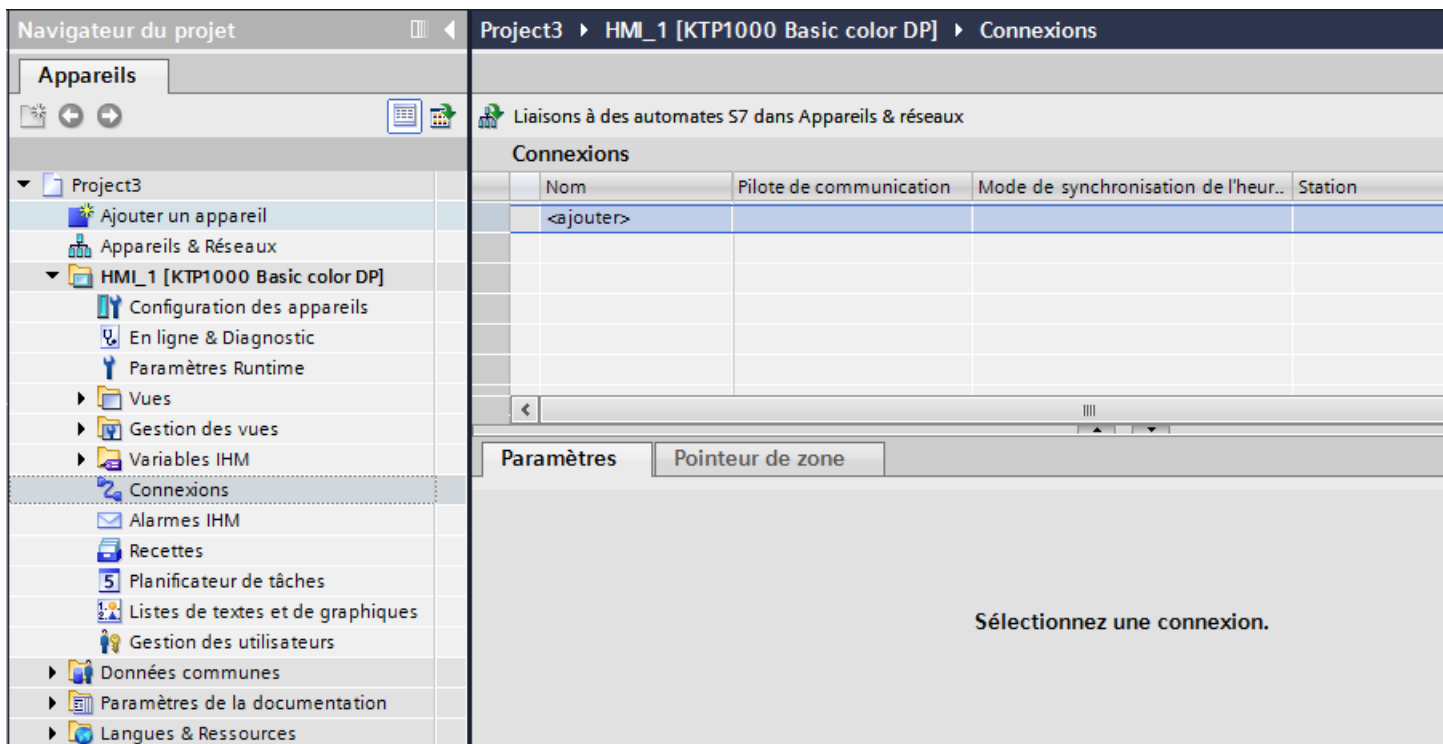 Navigateur du projet
Appareils
Project3
Ajouter un appareil
Appareils & Réseaux
HMI_1 [KTP1000 Basic color DP]
Configuration des appareils
En ligne & Diagnostic
Paramètres Runtime
Vues
Gestion des vues
Variables IHM
Connexions
Alarmes IHM
Recettes
Planificateur de tâches
Listes de textes et de graphiques
Gestion des utilisateurs
Données communes
Paramètres de la documentation
Langues & Ressources
Project3 HMI_1 [KTP1000 Basic color DP] Connexions
Liaisons à des automates S7 dans Appareils & réseaux
Connexions
Nom Pilote de communication Mode de synchronisation de l'heur.. Station
<ajouter>
Paramètres Pointeur de zone
Sélectionnez une connexion.